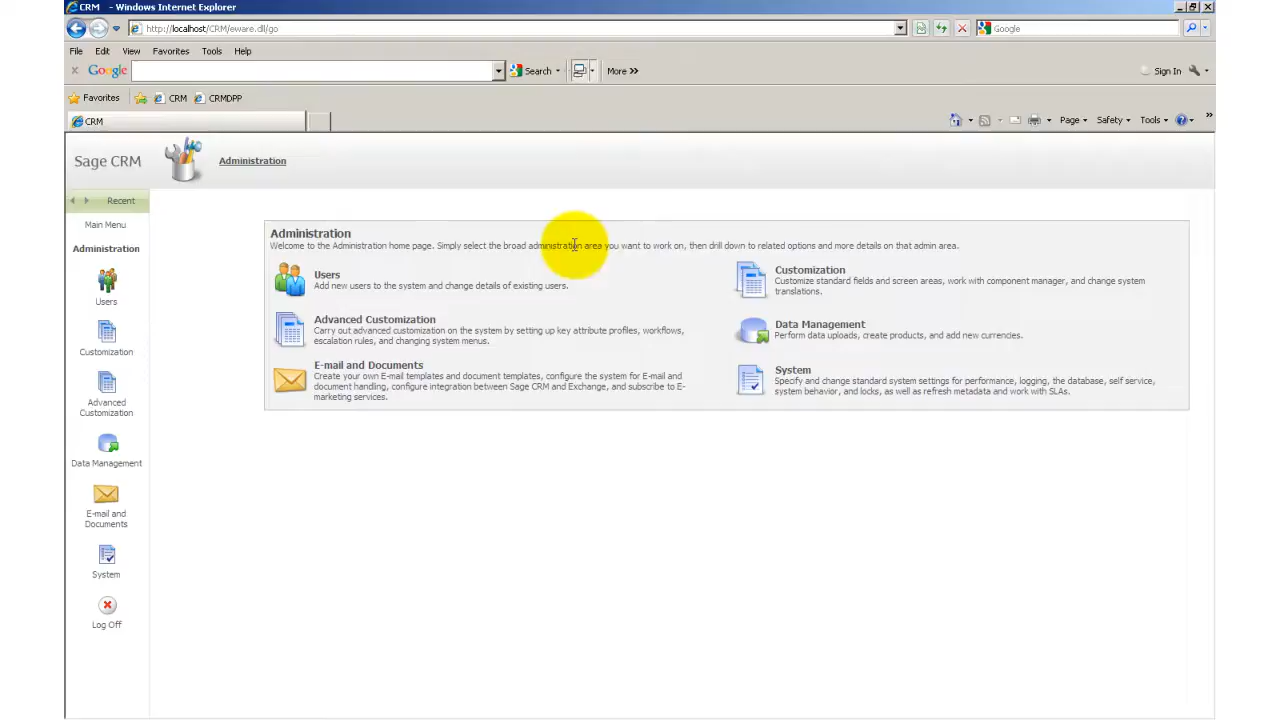 CRM - Windows Internet Explorer
http://localhost/CRM/eware.dll/go
Google
File Edit View Favorites Tools Help
x Google Search More >> Sign In
Favorites CRM CRMDPP
CRM
Page Safety Tools
Sage CRM
Administration
Recent
Main Menu
Administration
Users
Customization
Advanced
Customization
Data Management
E-mail and
Documents
System
Log Off
Administration
Welcome to the Administration home page. Simply select the broad administration area you want to work on, then drill down to related options and more details on that admin area.
Users
Add new users to the system and change details of existing users.
Customization
Customize standard fields and screen areas, work with component manager, and change system
translations.
Advanced Customization
Carry out advanced customization on the system by setting up key attribute profiles, workflows,
escalation rules, and changing system menus.
Data Management
Perform data uploads, create products, and add new currencies.
E-mail and Documents
Create your own E-mail templates and document templates, configure the system for E-mail and
document handling, configure integration between Sage CRM and Exchange, and subscribe to E-
marketing services.
System
Specify and change standard system settings for performance, logging, the database, self service,
system behavior, and locks, as well as refresh metadata and work with SLAs.